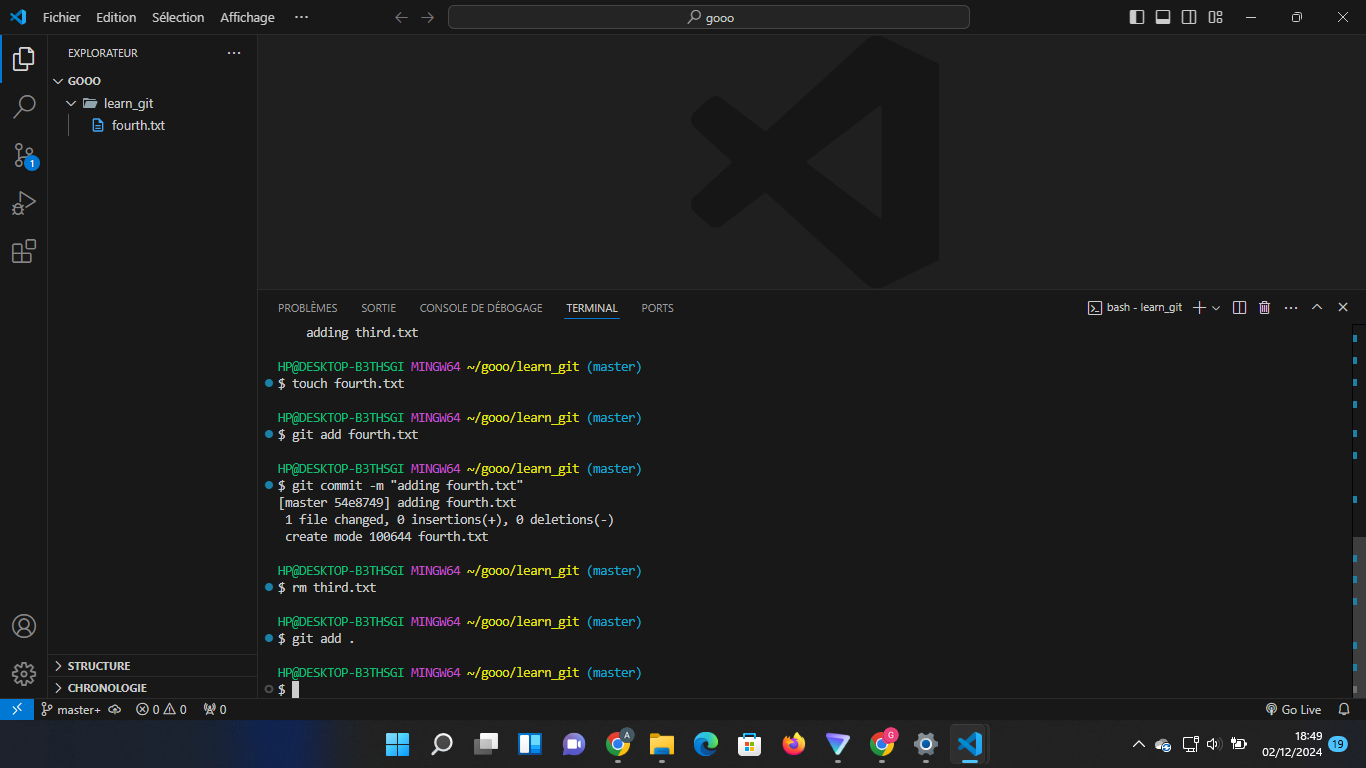 Fichier Edition Sélection Affichage ··· gooo
EXPLORATEUR ···
GOOO
learn_git
fourth.txt
1
STRUCTURE
CHRONOLOGIE
PROBLÈMES SORTIE CONSOLE DE DÉBOGAGE TERMINAL PORTS bash - learn_git ···
adding third.txt
HP@DESKTOP-B3THSGI MINGW64 ~/gooo/learn_git (master)
$ touch fourth.txt
HP@DESKTOP-B3THSGI MINGW64 ~/gooo/learn_git (master)
$ git add fourth.txt
HP@DESKTOP-B3THSGI MINGW64 ~/gooo/learn_git (master)
$ git commit -m "adding fourth.txt"
[master 54e8749] adding fourth.txt
1 file changed, 0 insertions(+), 0 deletions(-)
create mode 100644 fourth.txt
HP@DESKTOP-B3THSGI MINGW64 ~/gooo/learn_git (master)
$ rm third.txt
HP@DESKTOP-B3THSGI MINGW64 ~/gooo/learn_git (master)
$ git add .
HP@DESKTOP-B3THSGI MINGW64 ~/gooo/learn_git (master)
$
master+ 0 0 0 Go Live
A G 18:49
02/12/2024 19